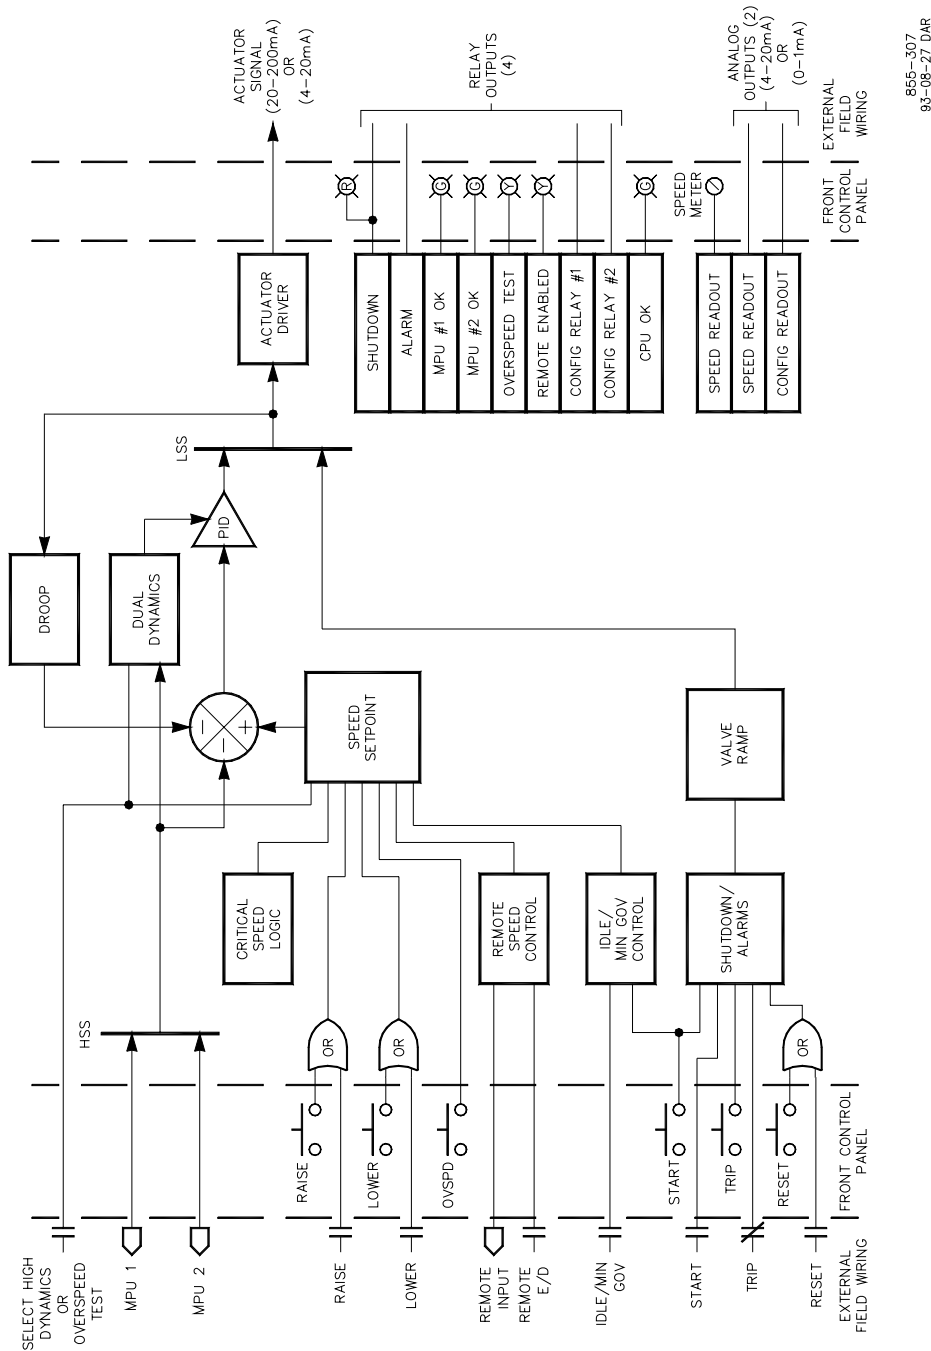 SELECT HIGH
DYNAMICS
OR
OVERSPEED
TEST
MPU 1
MPU 2
RAISE
LOWER
REMOTE
INPUT
REMOTE
E/D
IDLE/MIN
GOV
START
TRIP
RESET
EXTERNAL
FIELD WIRING
RAISE
LOWER
OVSPD
START
TRIP
RESET
FRONT CONTROL
PANEL
HSS
OR
OR
OR
CRITICAL
SPEED
LOGIC
REMOTE
SPEED
CONTROL
IDLE/
MIN GOV
CONTROL
SHUTDOWN/
ALARMS
DROOP
DUAL
DYNAMICS
−
−
+
SPEED
SETPOINT
VALVE
RAMP
PID
LSS
ACTUATOR
DRIVER
SHUTDOWN
ALARM
MPU #1 OK
MPU #2 OK
OVERSPEED TEST
REMOTE ENABLED
CONFIG RELAY #1
CONFIG RELAY #2
CPU OK
SPEED READOUT
SPEED READOUT
CONFIG READOUT
R
G
G
Y
Y
G
SPEED
METER
FRONT
CONTROL
PANEL
ACTUATOR
SIGNAL
(20-200mA)
OR
(4-20mA)
RELAY
OUTPUTS
(4)
ANALOG
OUTPUTS (2)
(4-20mA)
OR
(0-1mA)
EXTERNAL
FIELD
WIRING
855-307
93-08-27 DAR